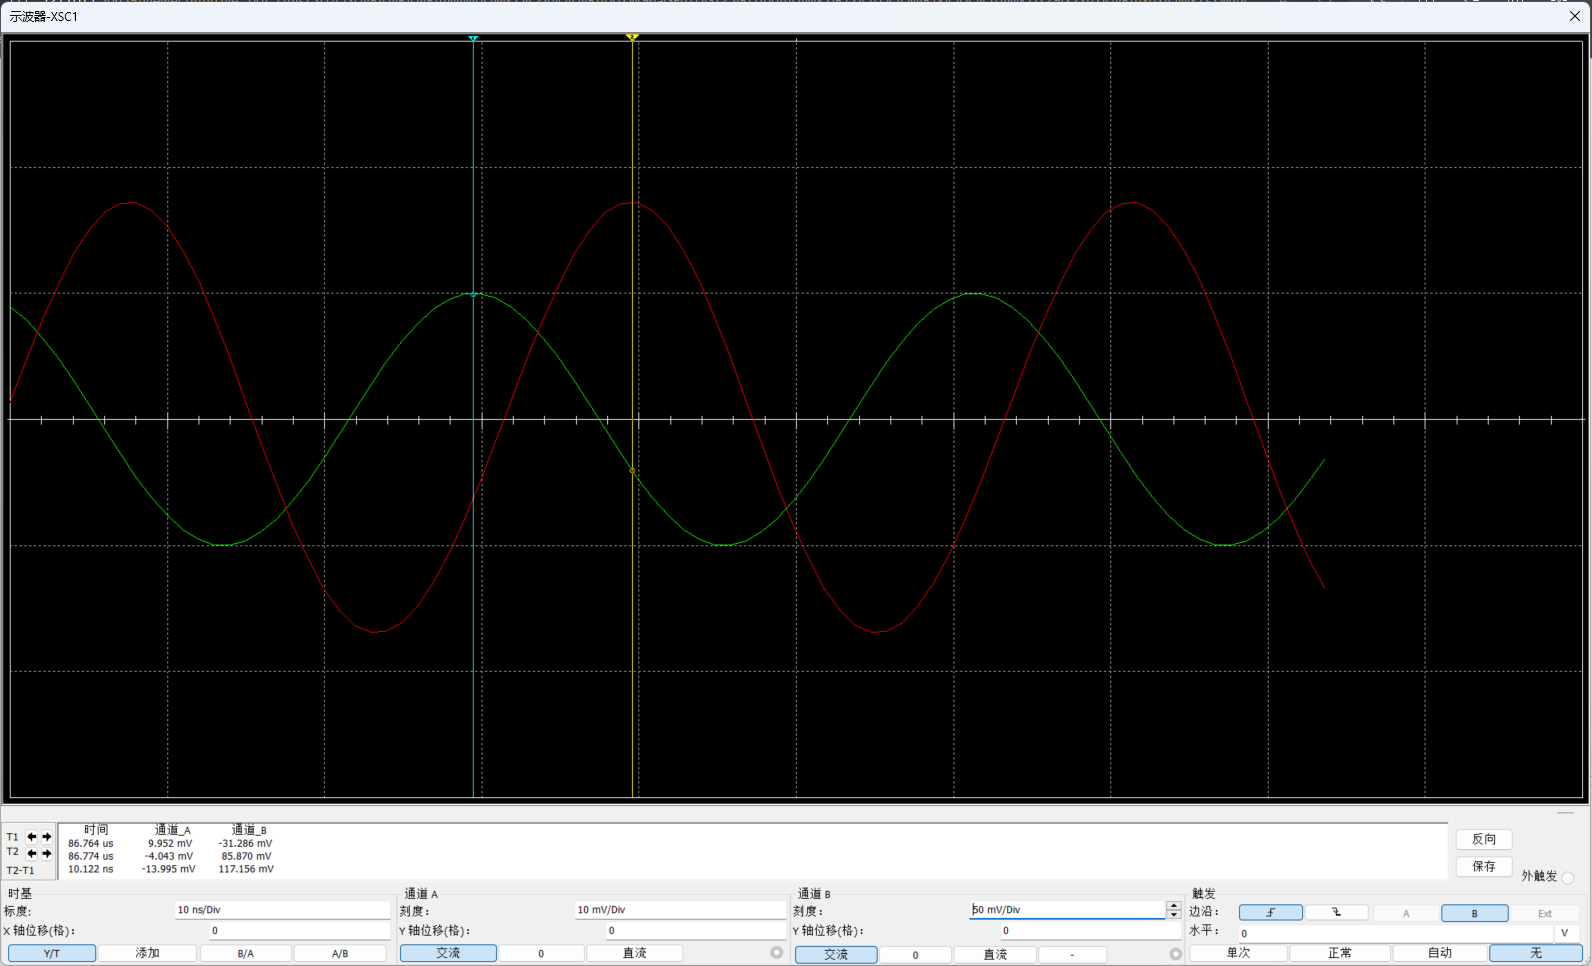 示波器-XSC1
1
2
时间 通道_A 通道_B
T1 86.764 us 9.952 mV -31.286 mV
T2 86.774 us -4.043 mV 85.870 mV
T2-T1 10.122 ns -13.995 mV 117.156 mV
反向
保存
外触发
时基 通道 A 通道 B 触发
标度: 10 ns/Div 刻度: 10 mV/Div 刻度: 50 mV/Div 边沿: A B Ext
X 轴位移(格): 0 Y 轴位移(格): 0 Y 轴位移(格): 0 水平: 0 V
Y/T 添加 B/A A/B 交流 0 直流 交流 0 直流 - 单次 正常 自动 无